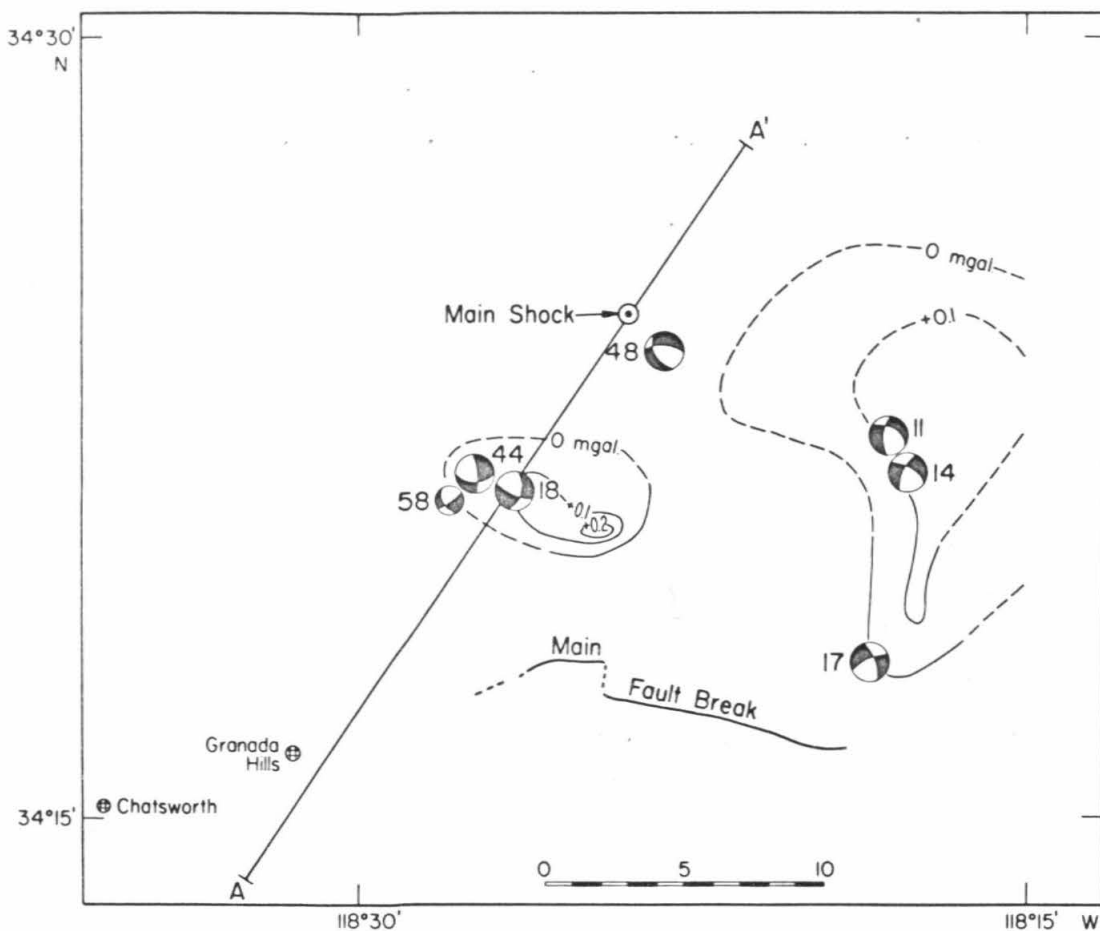 34°30'
N
A'
0 mgal.
Main Shock
+0.1
48
11
0 mgal.
44
14
18
58
+0.1
+0.2
Main
17
Fault Break
Granada
Hills
Chatsworth
34°15'
0 5 10
A
118°30'
118°15' W